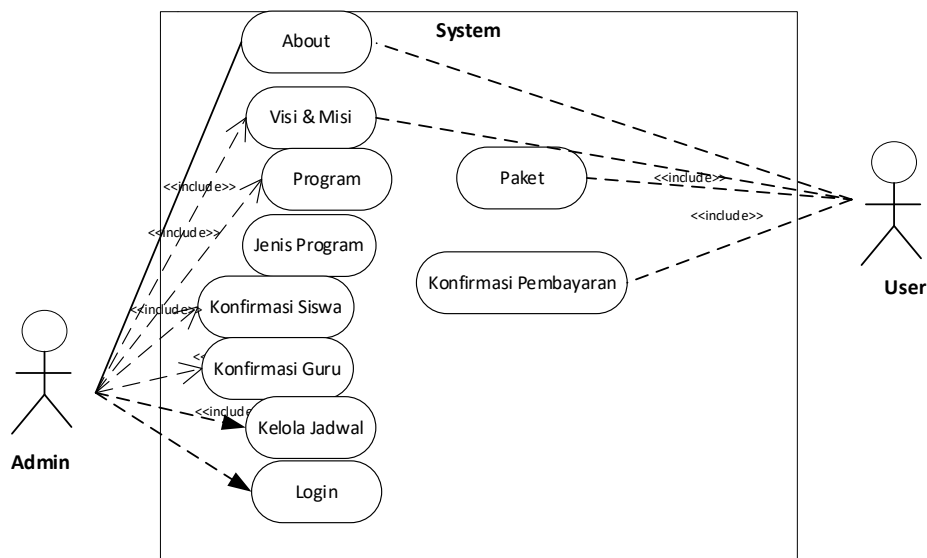 System
About
Visi & Misi
<<include>>
Program
Paket
<<include>>
<<include>>
<<include>>
Jenis Program
Konfirmasi Pembayaran
User
<<include>>
Konfirmasi Siswa
Konfirmasi Guru
<<include
Kelola Jadwal
Admin
Login